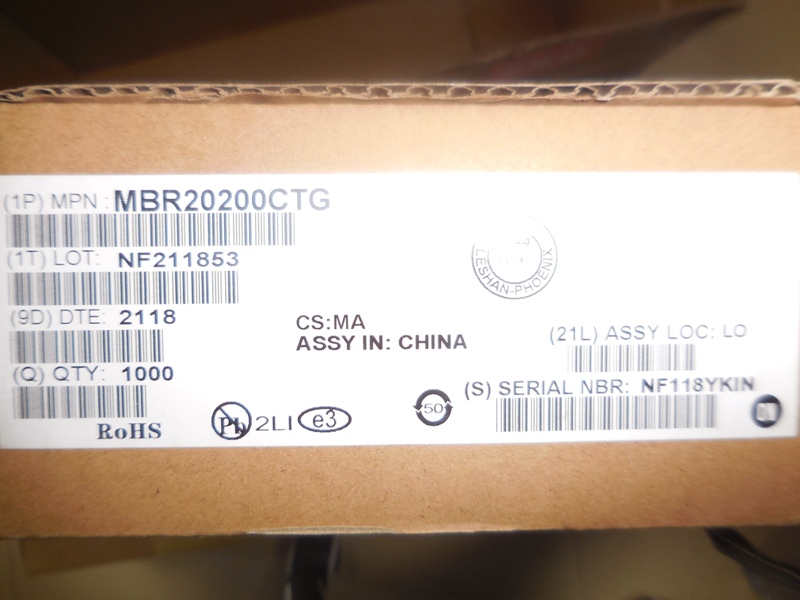 (1P) MPN : MBR20200CTG
(1T) LOT: NF211853
(9D) DTE: 2118
(Q) QTY: 1000
RoHS
Pb 2LI e3
CS:MA
ASSY IN: CHINA
50
LESHAN-PHOENIX
(21L) ASSY LOC: LO
(S) SERIAL NBR: NF118YKIN